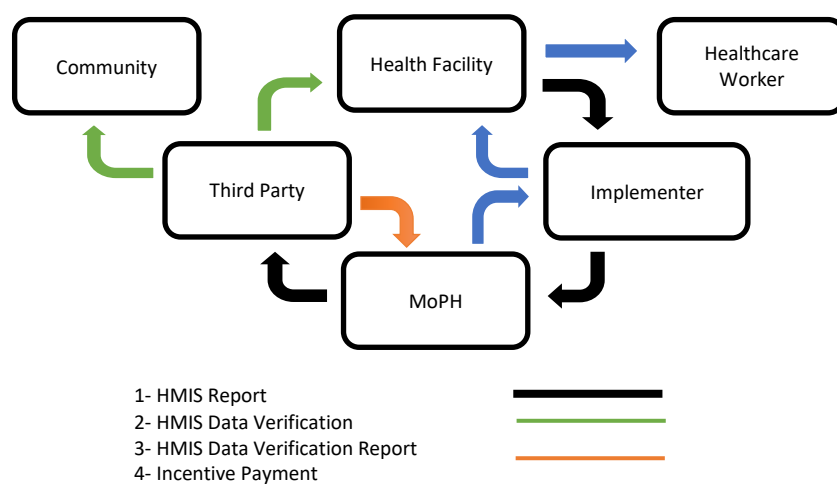 Community
Health Facility
Healthcare
Worker
Third Party
Implementer
MoPH
1- HMIS Report
2- HMIS Data Verification
3- HMIS Data Verification Report
4- Incentive Payment